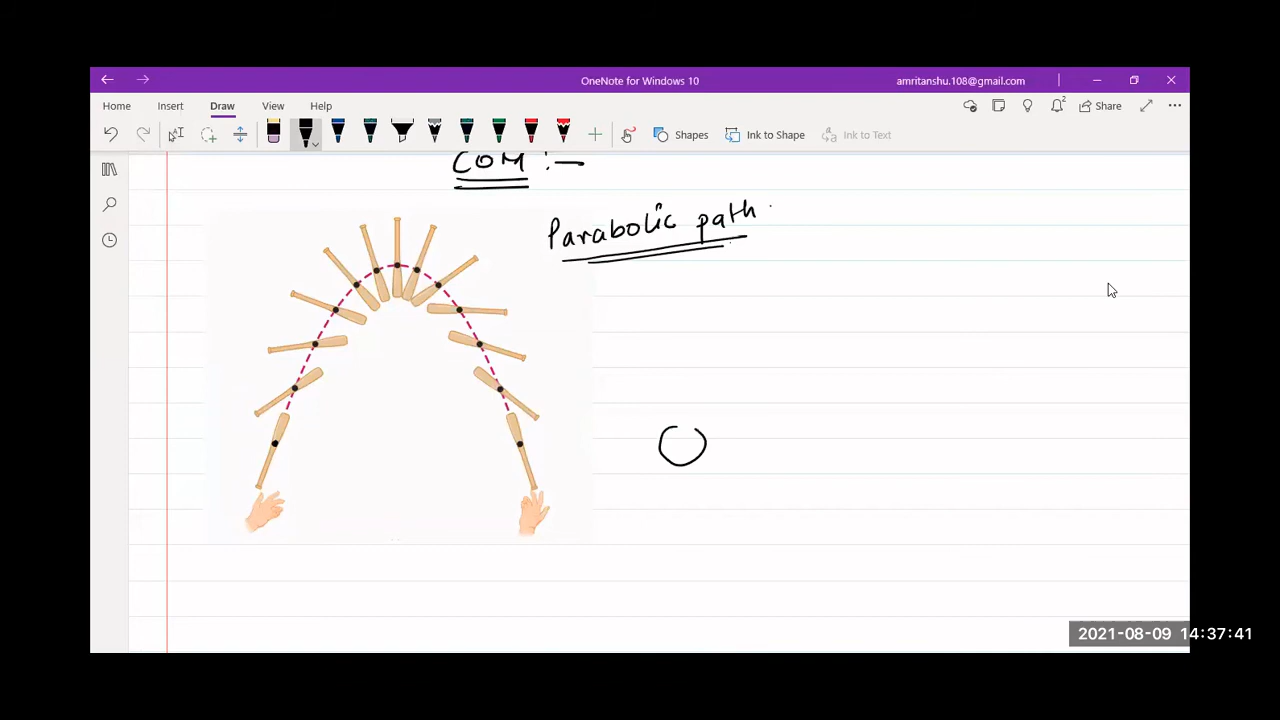 OneNote for Windows 10
amritanshu.108@gmail.com
Home Insert Draw View Help
2
Share
Shapes Ink to Shape Ink to Text
COM :-
Parabolic path
2021-08-09 14:37:41